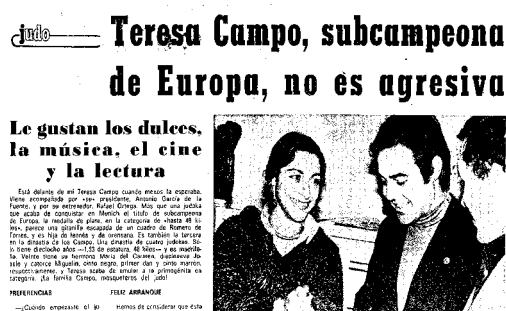 judo
Teresa Campo, subcampeona
de Europa, no es agresiva
Le gustan los dulces,
la música, el cine
y la lectura
Está delante de mí Teresa Campo cuando menos la esperaba.
Viene acompañada por «su» presidente, Antonio García de la
Fuente, y por su entrenador, Rafael Ortega. Más que una judoka
que acaba de conquistar en Munich el título de subcampeona
de Europa, la medalla de plata, en la categoría de «hasta 48 ki-
los», parece una gitanilla escapada de un cuadro de Romero de
Torres, y es hija de leonés y de orensana. Es también la tercera
en la dinastía de los Campo. Una dinastía de cuatro judokas. Só-
lo tiene dieciocho años —1,53 de estatura, 48 kilos— y es madrile-
ña. Veinte tiene su hermana María del Carmen, diecinueve Jo-
sele y catorce Miguelín, cinto negro, primer dan y cinto marrón,
respectivamente, y Teresa acaba de emular a la primogénita en
categoría. ¡La familia Campo, mosqueteros del judo!
PREFERENCIAS
—¿Cuándo empezaste el ju
FELIZ ARRANQUE
Hemos de considerar que ésta